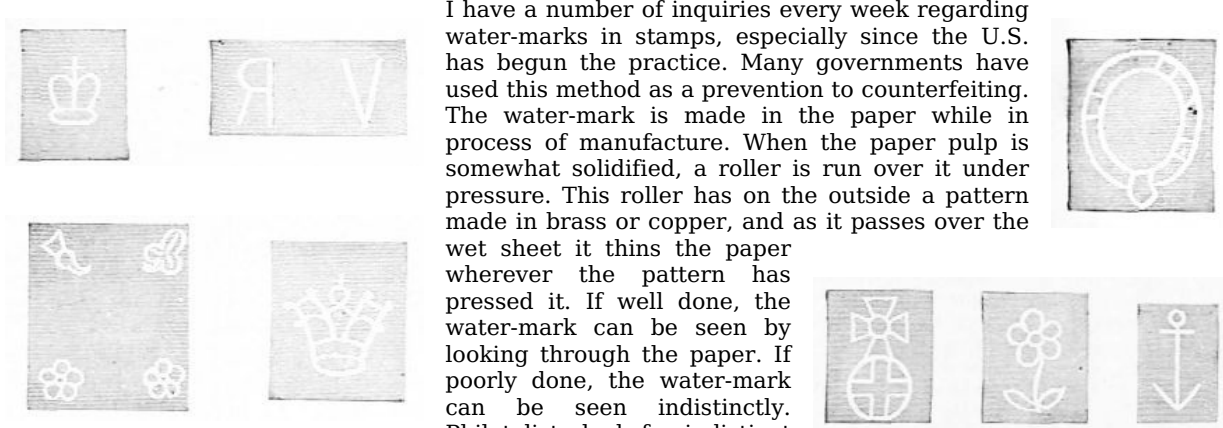 I have a number of inquiries every week regarding
water-marks in stamps, especially since the U.S.
has begun the practice. Many governments have
used this method as a prevention to counterfeiting.
The water-mark is made in the paper while in
process of manufacture. When the paper pulp is
somewhat solidified, a roller is run over it under
pressure. This roller has on the outside a pattern
made in brass or copper, and as it passes over the
wet sheet it thins the paper
wherever the pattern has
pressed it. If well done, the
water-mark can be seen by
looking through the paper. If
poorly done, the water-mark
can be seen indistinctly.
R V